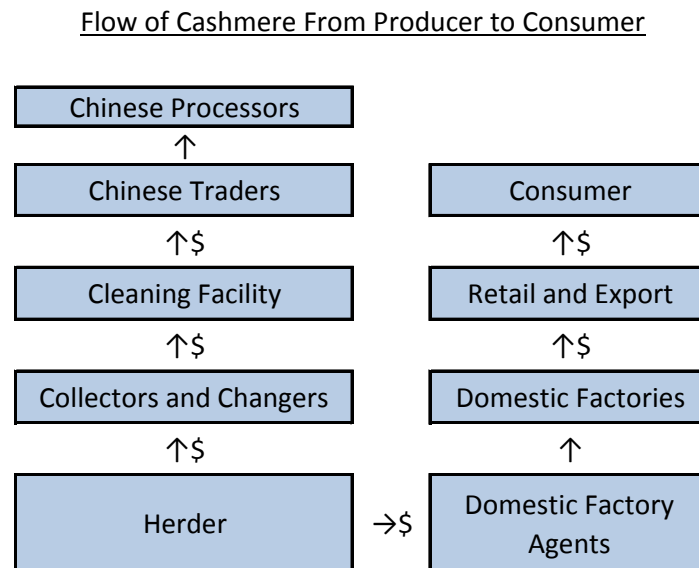 Flow of Cashmere From Producer to Consumer
Chinese Processors
↑
Chinese Traders
Consumer
↑$
↑$
Cleaning Facility
Retail and Export
↑$
↑$
Collectors and Changers
Domestic Factories
↑$
↑
Herder
→$
Domestic Factory
Agents